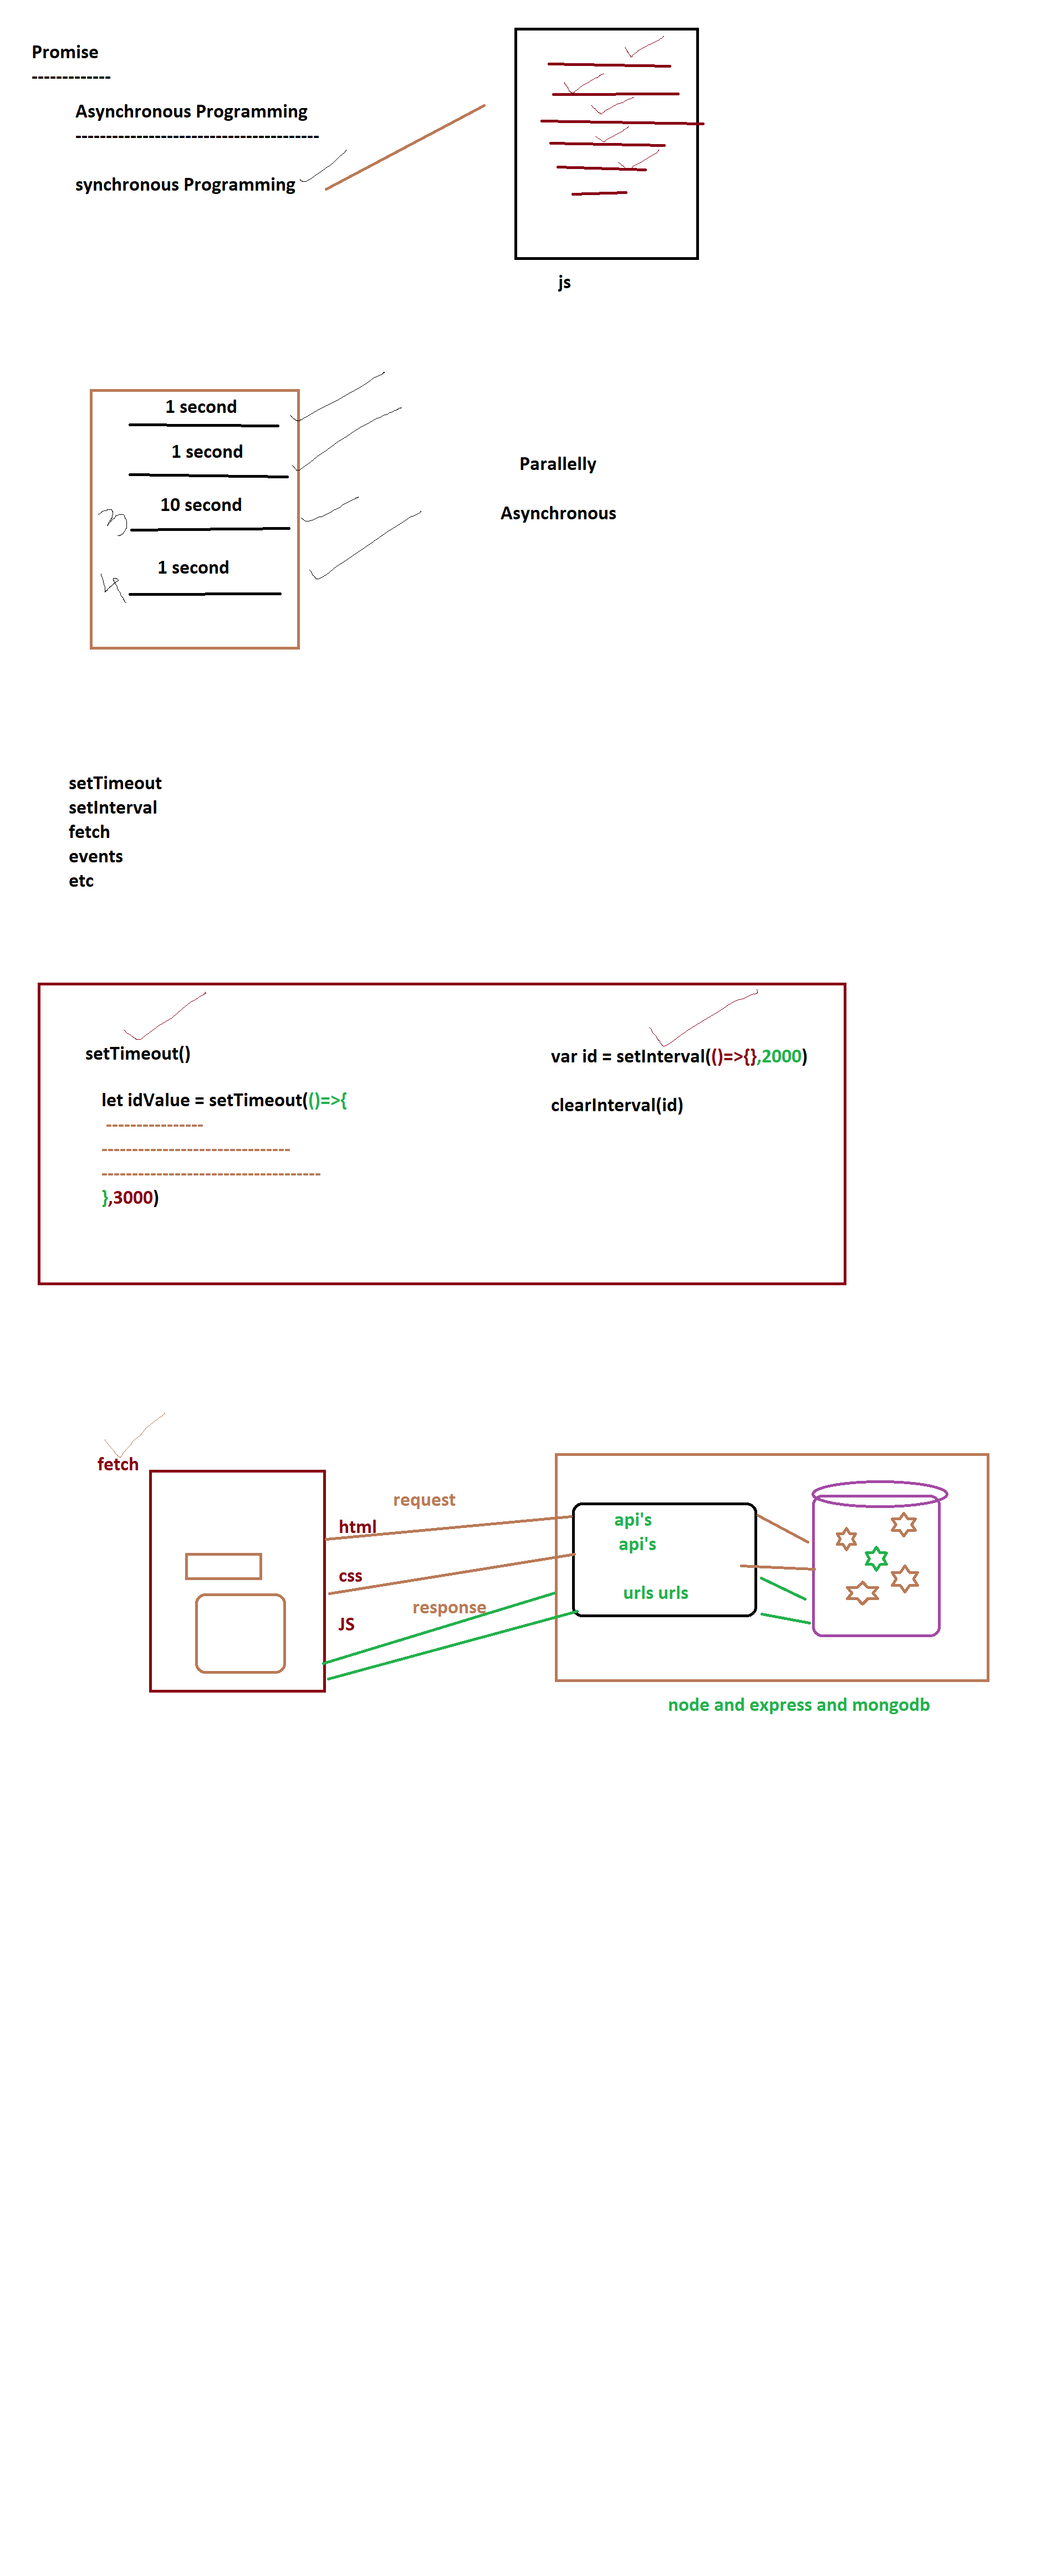 Promise
-------------
Asynchronous Programming
----------------------------------------
synchronous Programming
js
1 second
1 second
10 second
3
1 second
4
Parallelly
Asynchronous
setTimeout
setInterval
fetch
events
etc
setTimeout()
let idValue = setTimeout(()=>{
----------------
-------------------------------
------------------------------------
},3000)
var id = setInterval(()=>{},2000)
clearInterval(id)
fetch
html
css
JS
request
response
api's
api's
urls urls
node and express and mongodb